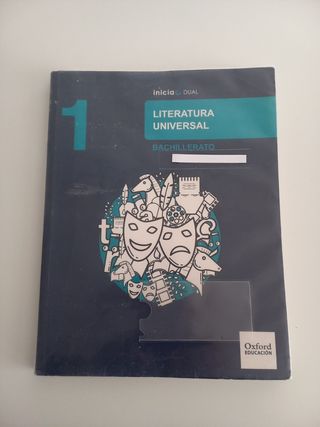 inicia DUAL
1
LITERATURA
UNIVERSAL
BACHILLERATO
Oxford
EDUCACIÓN